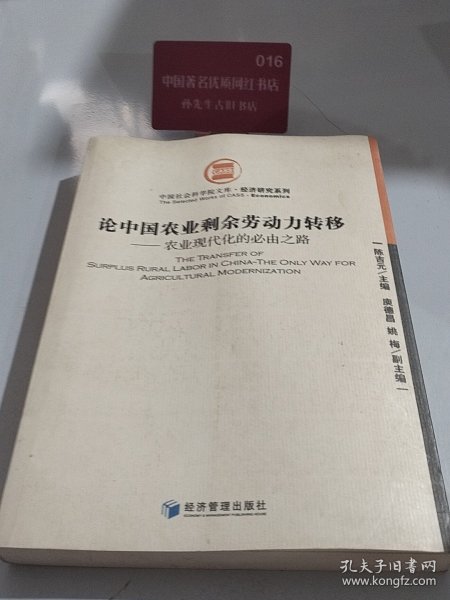 016
中国著名优质网红书店
孙先生古旧书店
CASS
中国社会科学院文库·经济研究系列
The Selected Works of CASS·Economics
论中国农业剩余劳动力转移
——农业现代化的必由之路
THE TRANSFER OF
SURPLUS RURAL LABOR IN CHINA-THE ONLY WAY FOR
AGRICULTURAL MODERNIZATION
陈吉元/主编 庾德昌 姚梅/副主编
经济管理出版社
ECONOMY & MANAGEMENT PUBLISHING HOUSE
孔夫子旧书网
www.kongfz.com